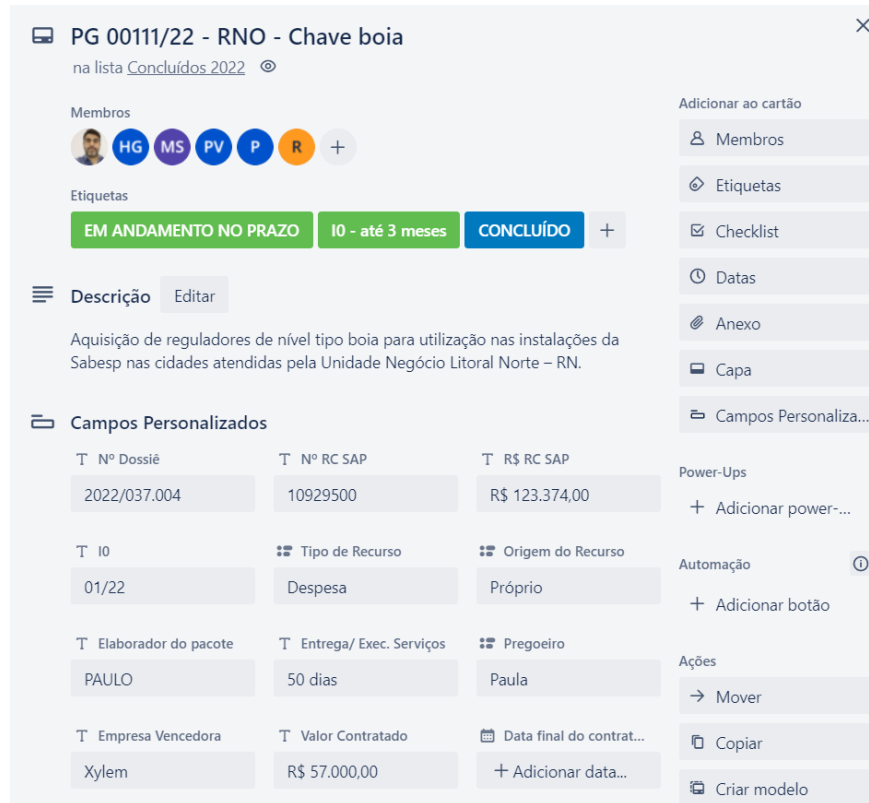 PG 00111/22 - RNO - Chave boia
na lista Concluídos 2022
Membros
HG MS PV P R +
Etiquetas
EM ANDAMENTO NO PRAZO I0 - até 3 meses CONCLUÍDO +
Descrição Editar
Aquisição de reguladores de nível tipo boia para utilização nas instalações da
Sabesp nas cidades atendidas pela Unidade Negócio Litoral Norte – RN.
Campos Personalizados
Nº Dossiê Nº RC SAP R$ RC SAP
2022/037.004 10929500 R$ 123.374,00
I0 Tipo de Recurso Origem do Recurso
01/22 Despesa Próprio
Elaborador do pacote Entrega/ Exec. Serviços Pregoeiro
PAULO 50 dias Paula
Empresa Vencedora Valor Contratado Data final do contrat...
Xylem R$ 57.000,00 + Adicionar data...
Adicionar ao cartão
Membros
Etiquetas
Checklist
Datas
Anexo
Capa
Campos Personaliza...
Power-Ups
+ Adicionar power-...
Automação
+ Adicionar botão
Ações
Mover
Copiar
Criar modelo